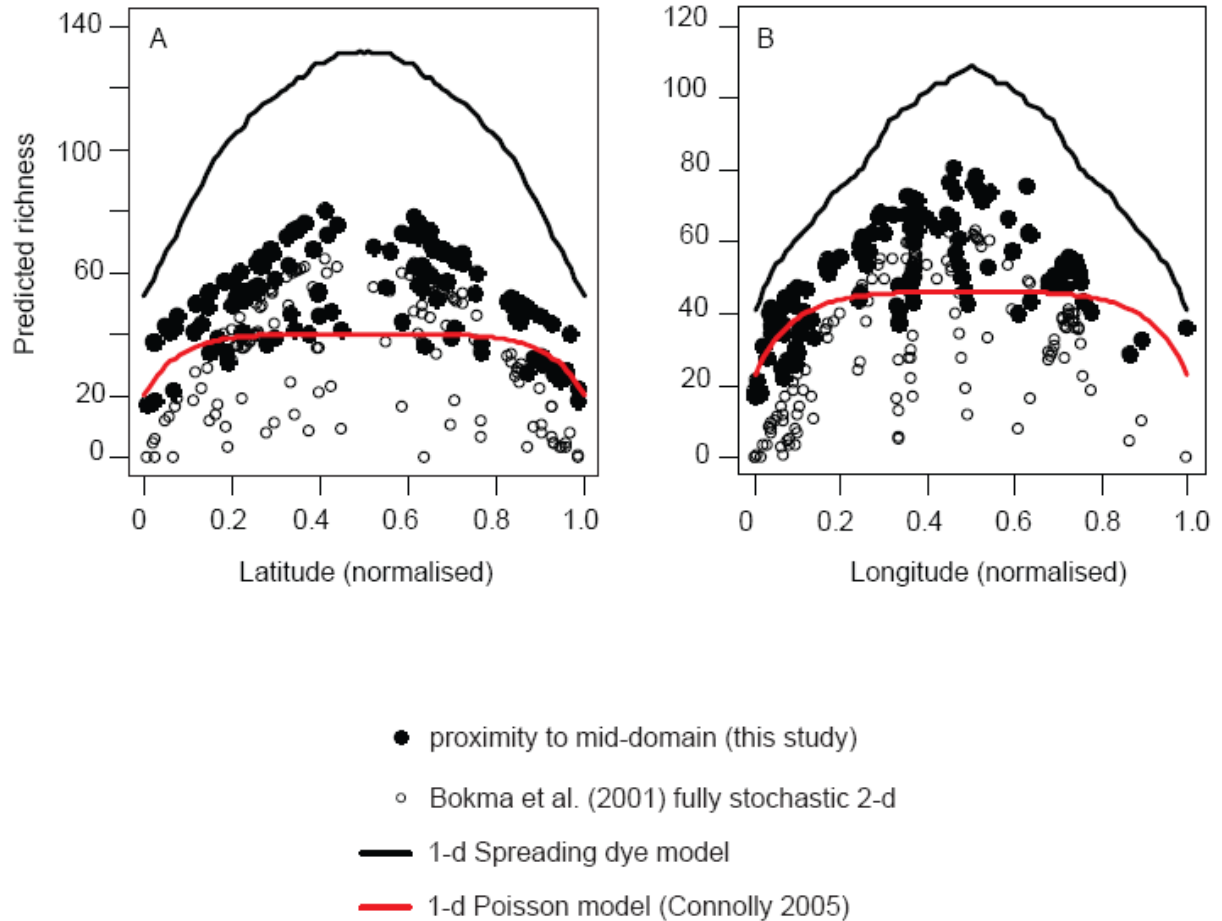 A
Predicted richness
140
100
60
40
20
0
0 0.2 0.4 0.6 0.8 1.0
Latitude (normalised)
B
120
100
80
60
40
20
0
0 0.2 0.4 0.6 0.8 1.0
Longitude (normalised)
proximity to mid-domain (this study)
Bokma et al. (2001) fully stochastic 2-d
1-d Spreading dye model
1-d Poisson model (Connolly 2005)